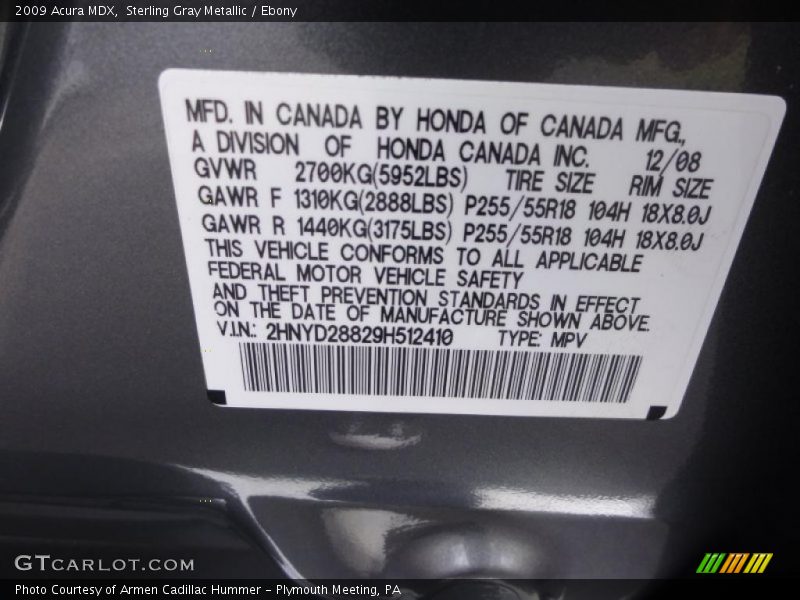 2009 Acura MDX, Sterling Gray Metallic / Ebony
MFD. IN CANADA BY HONDA OF CANADA MFG.,
A DIVISION OF HONDA CANADA INC. 12/08
GVWR 2700KG(5952LBS) TIRE SIZE RIM SIZE
GAWR F 1310KG(2888LBS) P255/55R18 104H 18X8.0J
GAWR R 1440KG(3175LBS) P255/55R18 104H 18X8.0J
THIS VEHICLE CONFORMS TO ALL APPLICABLE
FEDERAL MOTOR VEHICLE SAFETY
AND THEFT PREVENTION STANDARDS IN EFFECT
ON THE DATE OF MANUFACTURE SHOWN ABOVE.
V.I.N.: 2HNYD28829H512410 TYPE: MPV
GTCARLOT.COM
Photo Courtesy of Armen Cadillac Hummer - Plymouth Meeting, PA